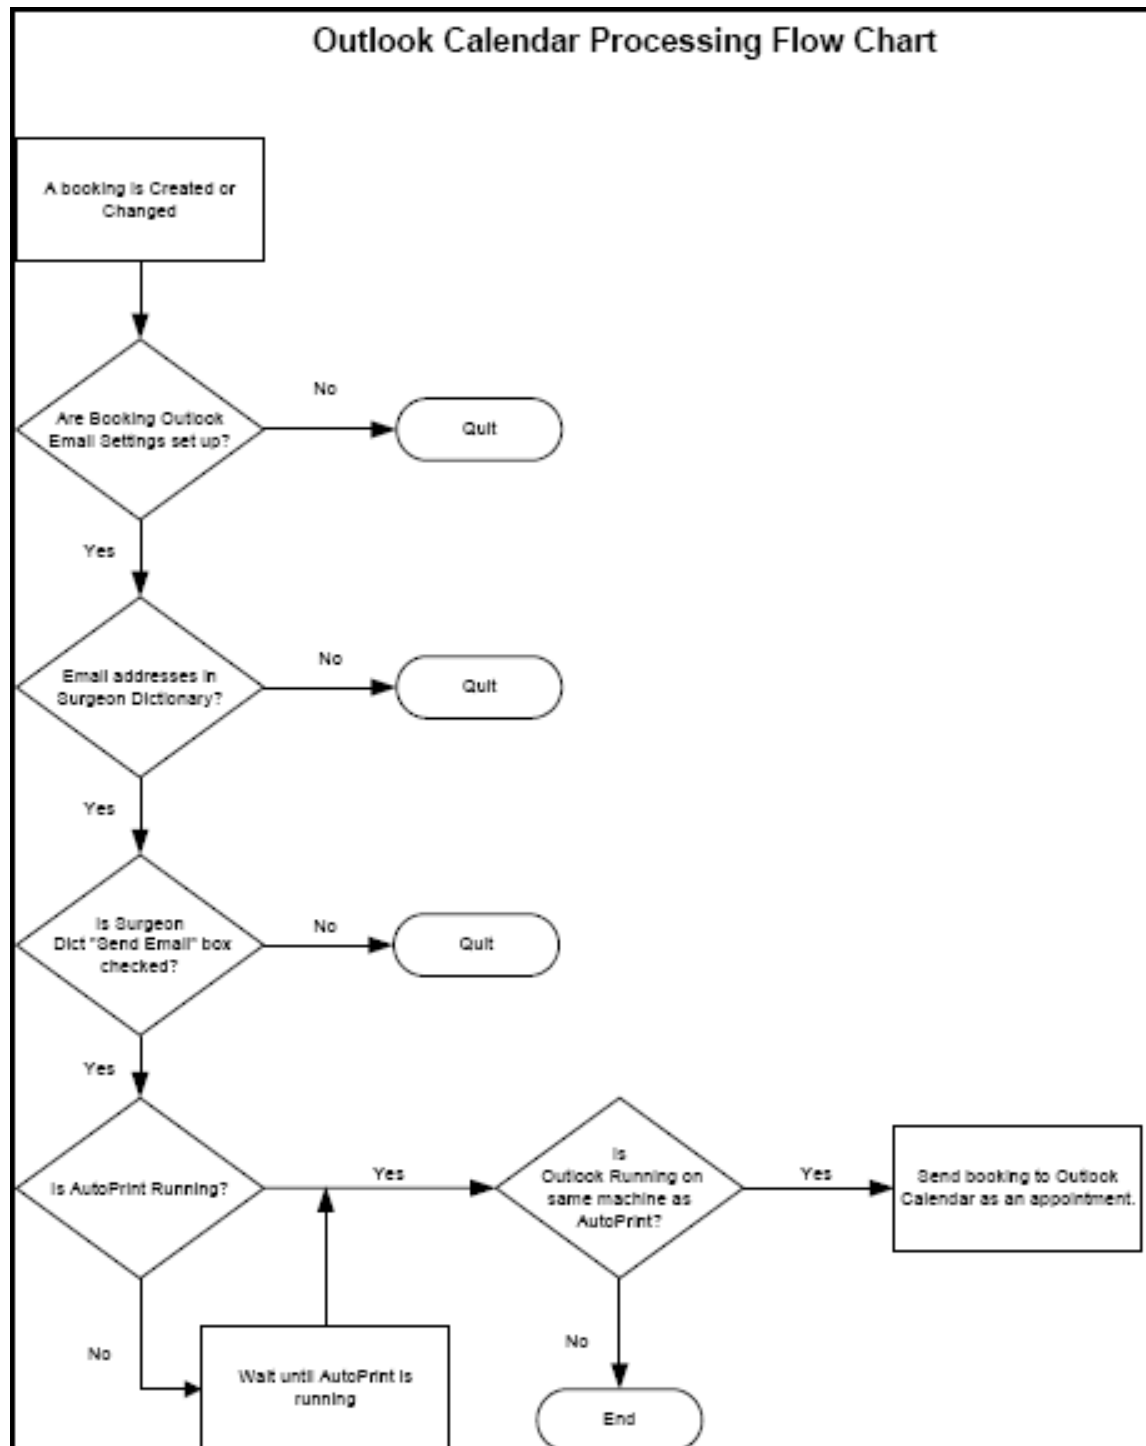 Outlook Calendar Processing Flow Chart
A booking is Created or
Changed
Are Booking Outlook
Email Settings set up?
No
Quit
Yes
Email addresses in
Surgeon Dictionary?
No
Quit
Yes
Is Surgeon
Dict "Send Email" box
checked?
No
Quit
Yes
Is AutoPrint Running?
Yes
Is
Outlook Running on
same machine as
AutoPrint?
Yes
Send booking to Outlook
Calendar as an appointment.
No
Wait until AutoPrint is
running
No
End